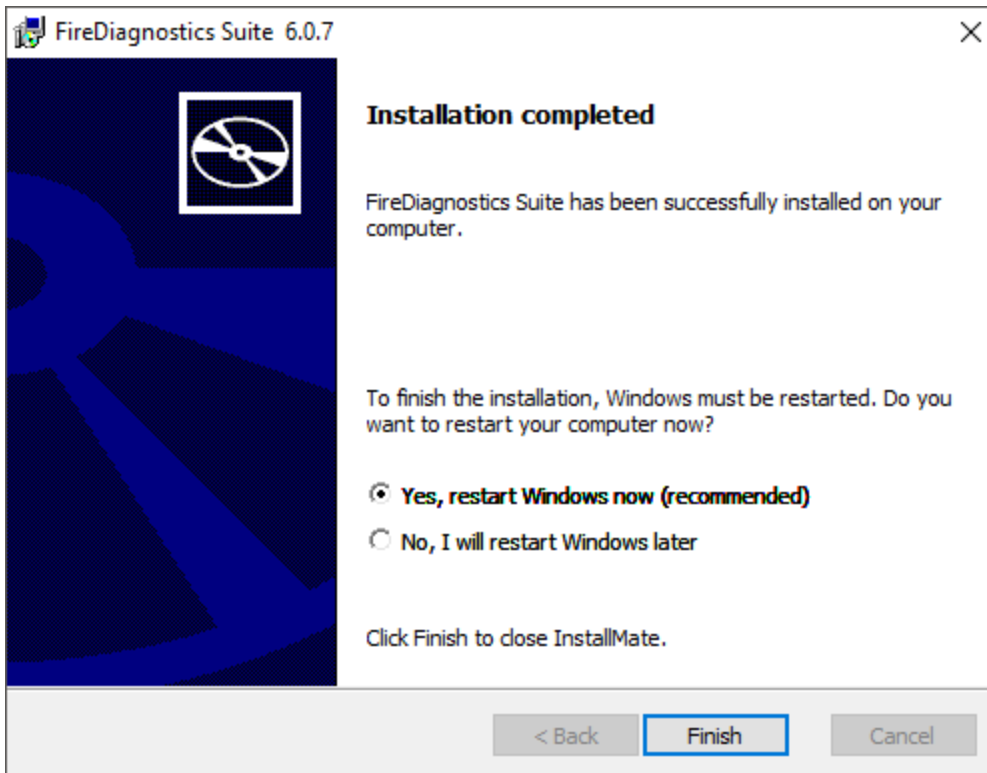 FireDiagnostics Suite 6.0.7
Installation completed
FireDiagnostics Suite has been successfully installed on your
computer.
To finish the installation, Windows must be restarted. Do you
want to restart your computer now?
Yes, restart Windows now (recommended)
No, I will restart Windows later
Click Finish to close InstallMate.
< Back
Finish
Cancel